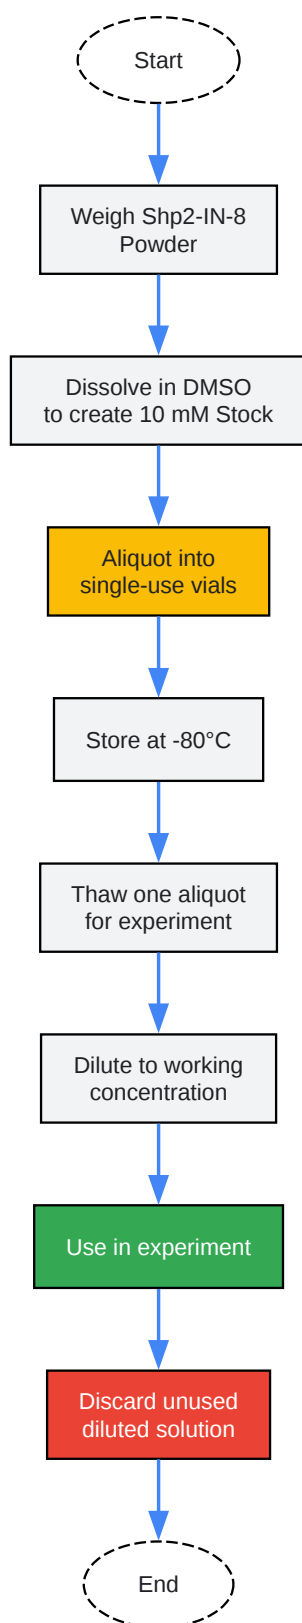 Start
Weigh Shp2-IN-8
Powder
Dissolve in DMSO
to create 10 mM Stock
Aliquot into
single-use vials
Store at -80°C
Thaw one aliquot
for experiment
Dilute to working
concentration
Use in experiment
Discard unused
diluted solution
End